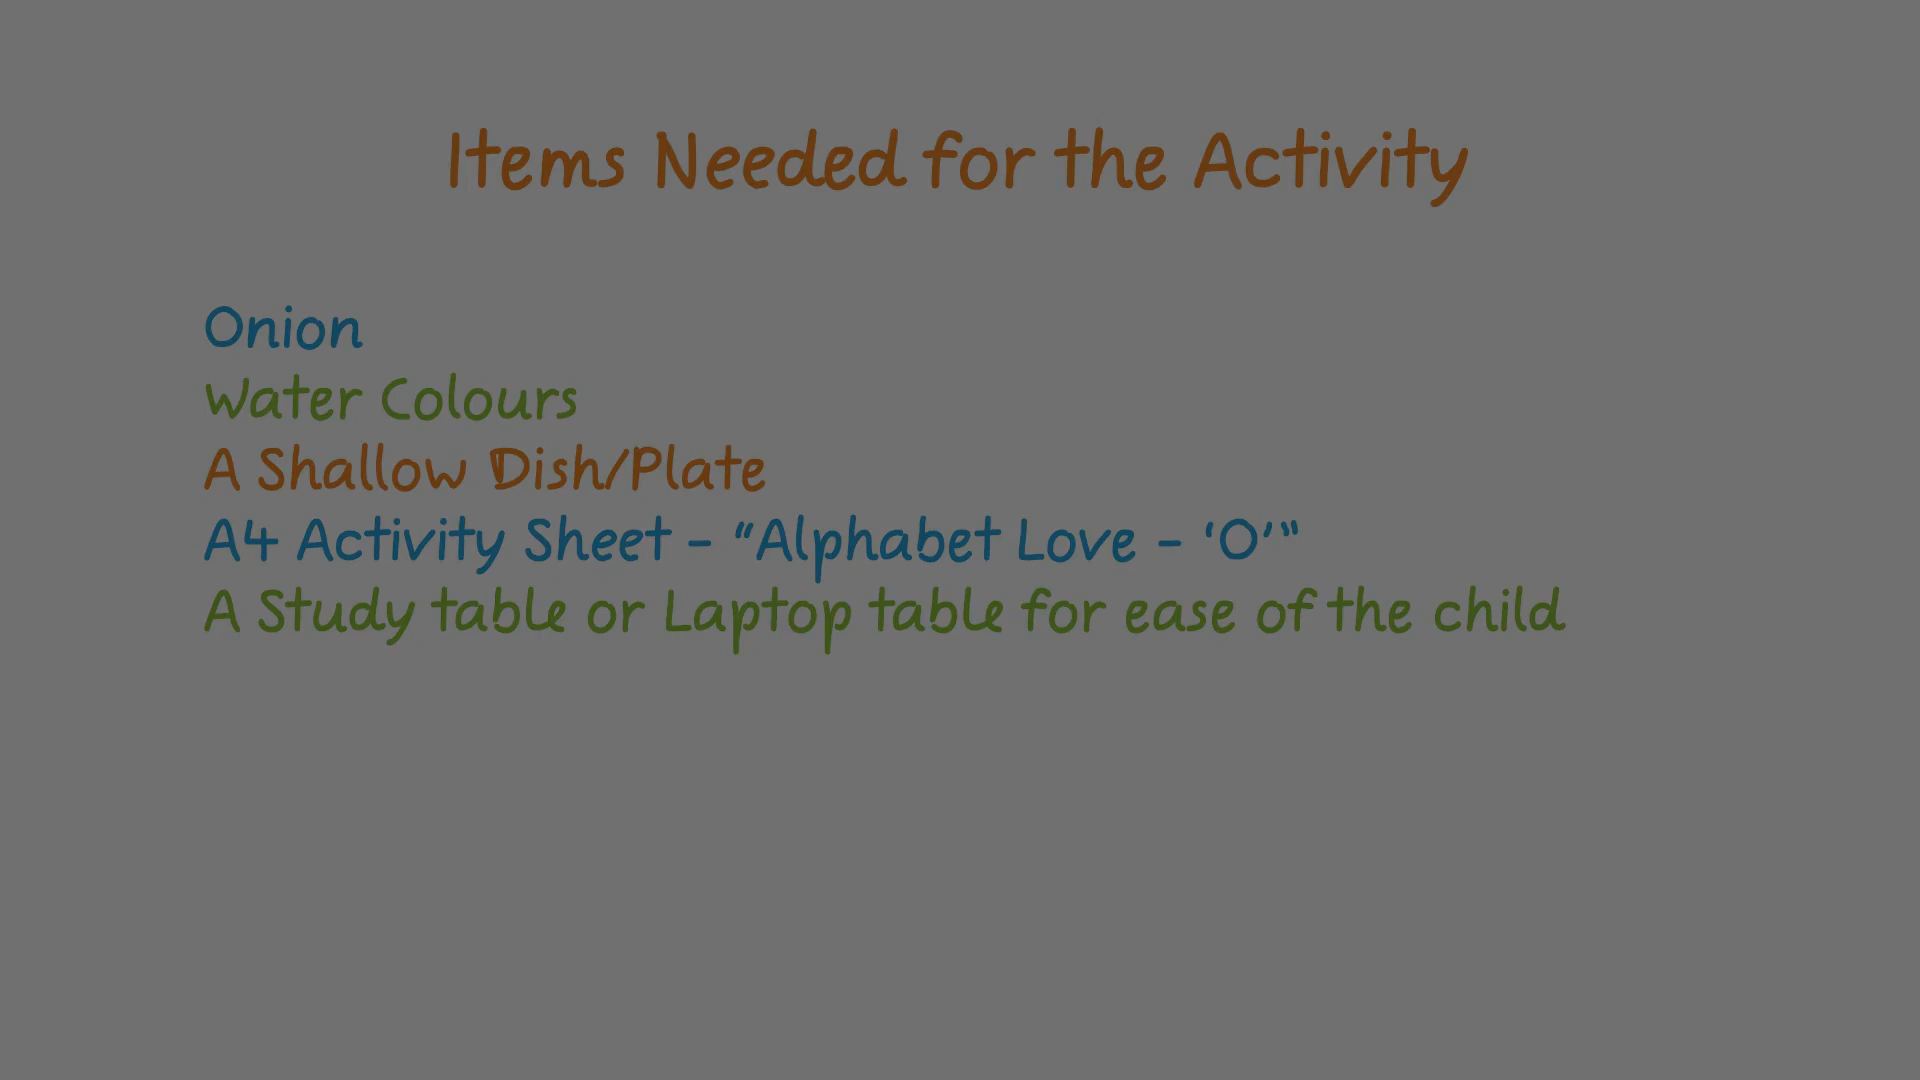 Items Needed for the Activity
Onion
Water Colours
A Shallow Dish/Plate
A4 Activity Sheet - “Alphabet Love - ‘O’"
A Study table or Laptop table for ease of the child